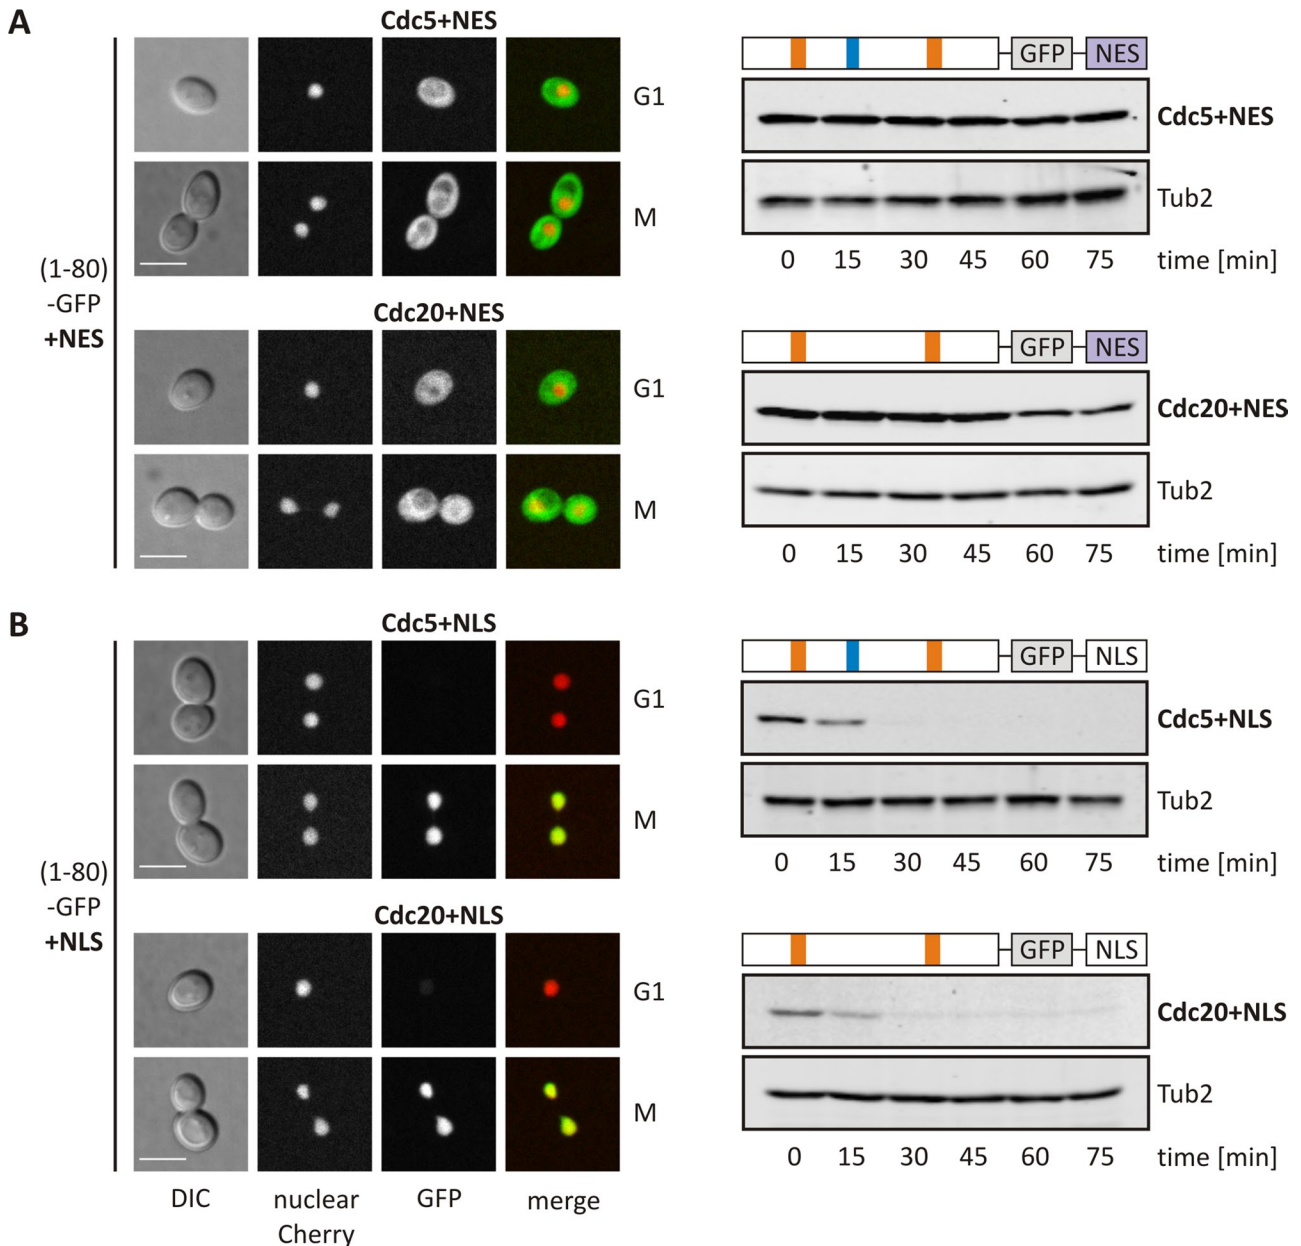 A
Cdc5+NES
G1
M
(1-80)
-GFP
+NES
Cdc20+NES
G1
M
GFP NES
Cdc5+NES
Tub2
0 15 30 45 60 75 time [min]
GFP NES
Cdc20+NES
Tub2
0 15 30 45 60 75 time [min]
B
Cdc5+NLS
G1
M
(1-80)
-GFP
+NLS
Cdc20+NLS
G1
M
DIC nuclear Cherry GFP merge
GFP NLS
Cdc5+NLS
Tub2
0 15 30 45 60 75 time [min]
GFP NLS
Cdc20+NLS
Tub2
0 15 30 45 60 75 time [min]